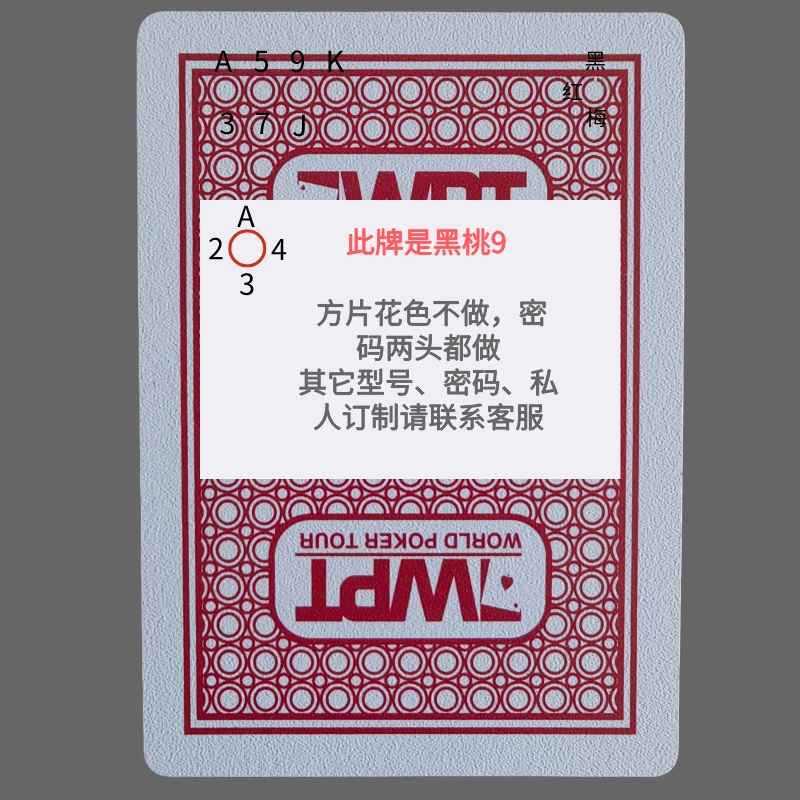 A 5 9 K
黑
红
3 7 J
梅
WPT
A
2 4
3
此牌是黑桃9
方片花色不做，密
码两头都做
其它型号、密码、私
人订制请联系客服
WORLD POKER TOUR
WPT